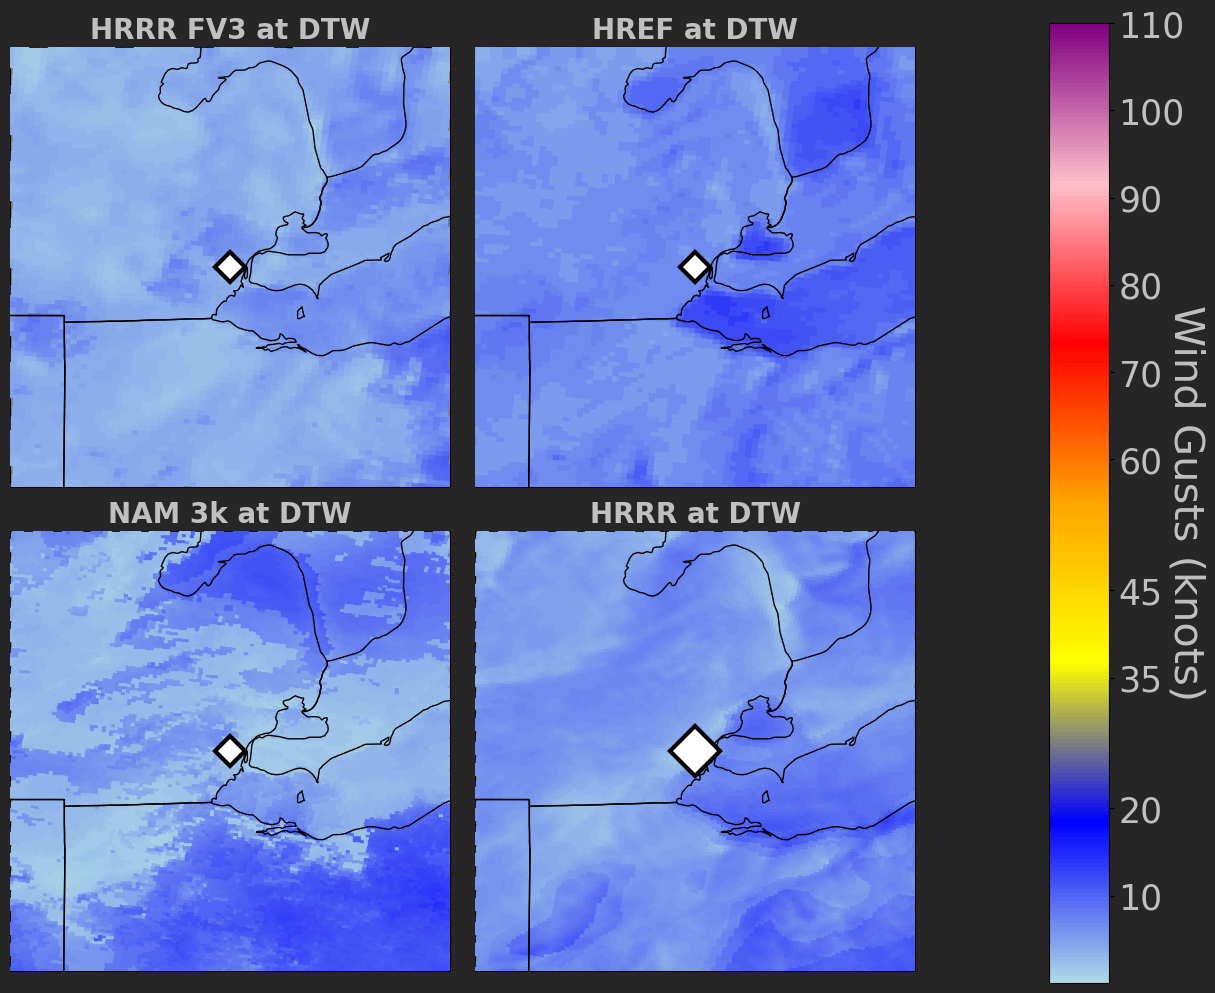 HRRR FV3 at DTW
HREF at DTW
NAM 3k at DTW
HRRR at DTW
110
100
90
80
70
60
45
35
20
10
Wind Gusts (knots)